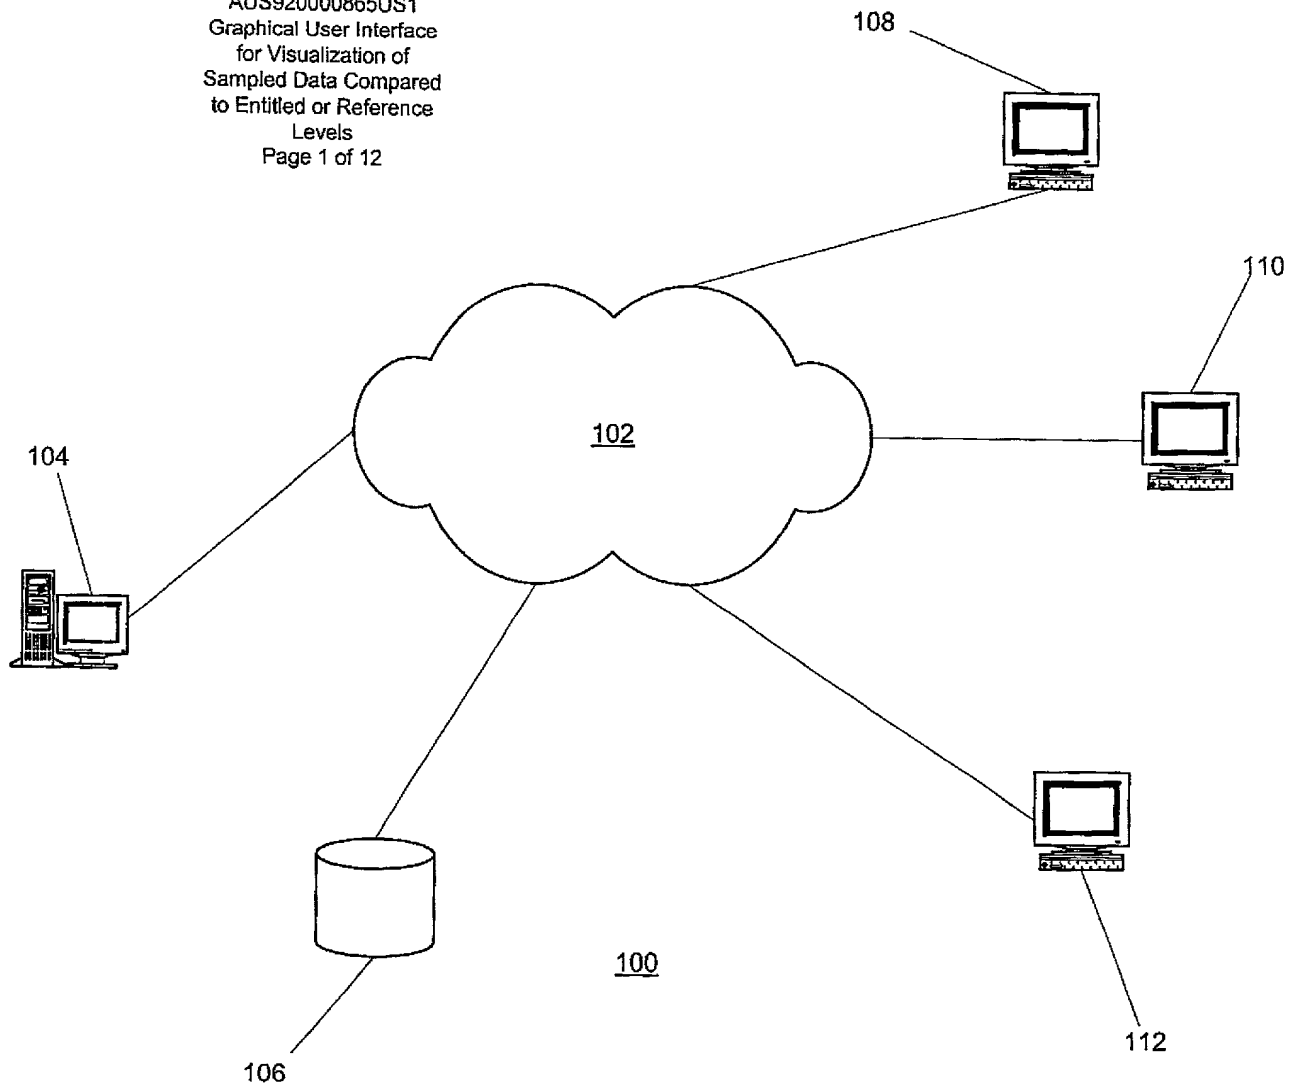 AUS920000865US1
Graphical User Interface
for Visualization of
Sampled Data Compared
to Entitled or Reference
Levels
Page 1 of 12
108
110
102
104
100
112
106